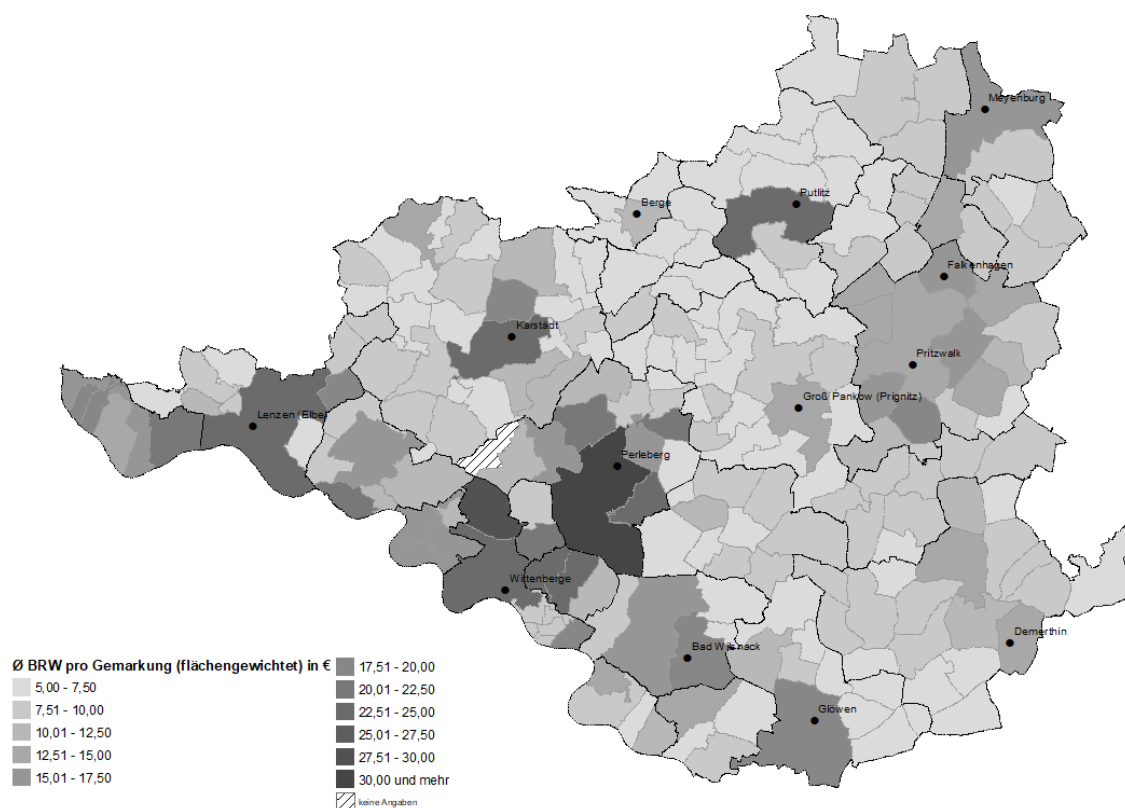 Meyenburg
Putlitz
Berge
Falkenhagen
Karstädt
Pritzwalk
Groß Pankow (Prignitz)
Lenzen (Elbe)
Perleberg
Wittenberge
Demerthin
Bad Wilsnack
Glöwen
Ø BRW pro Gemarkung (flächengewichtet) in €
5,00 - 7,50
7,51 - 10,00
10,01 - 12,50
12,51 - 15,00
15,01 - 17,50
17,51 - 20,00
20,01 - 22,50
22,51 - 25,00
25,01 - 27,50
27,51 - 30,00
30,00 und mehr
keine Angaben